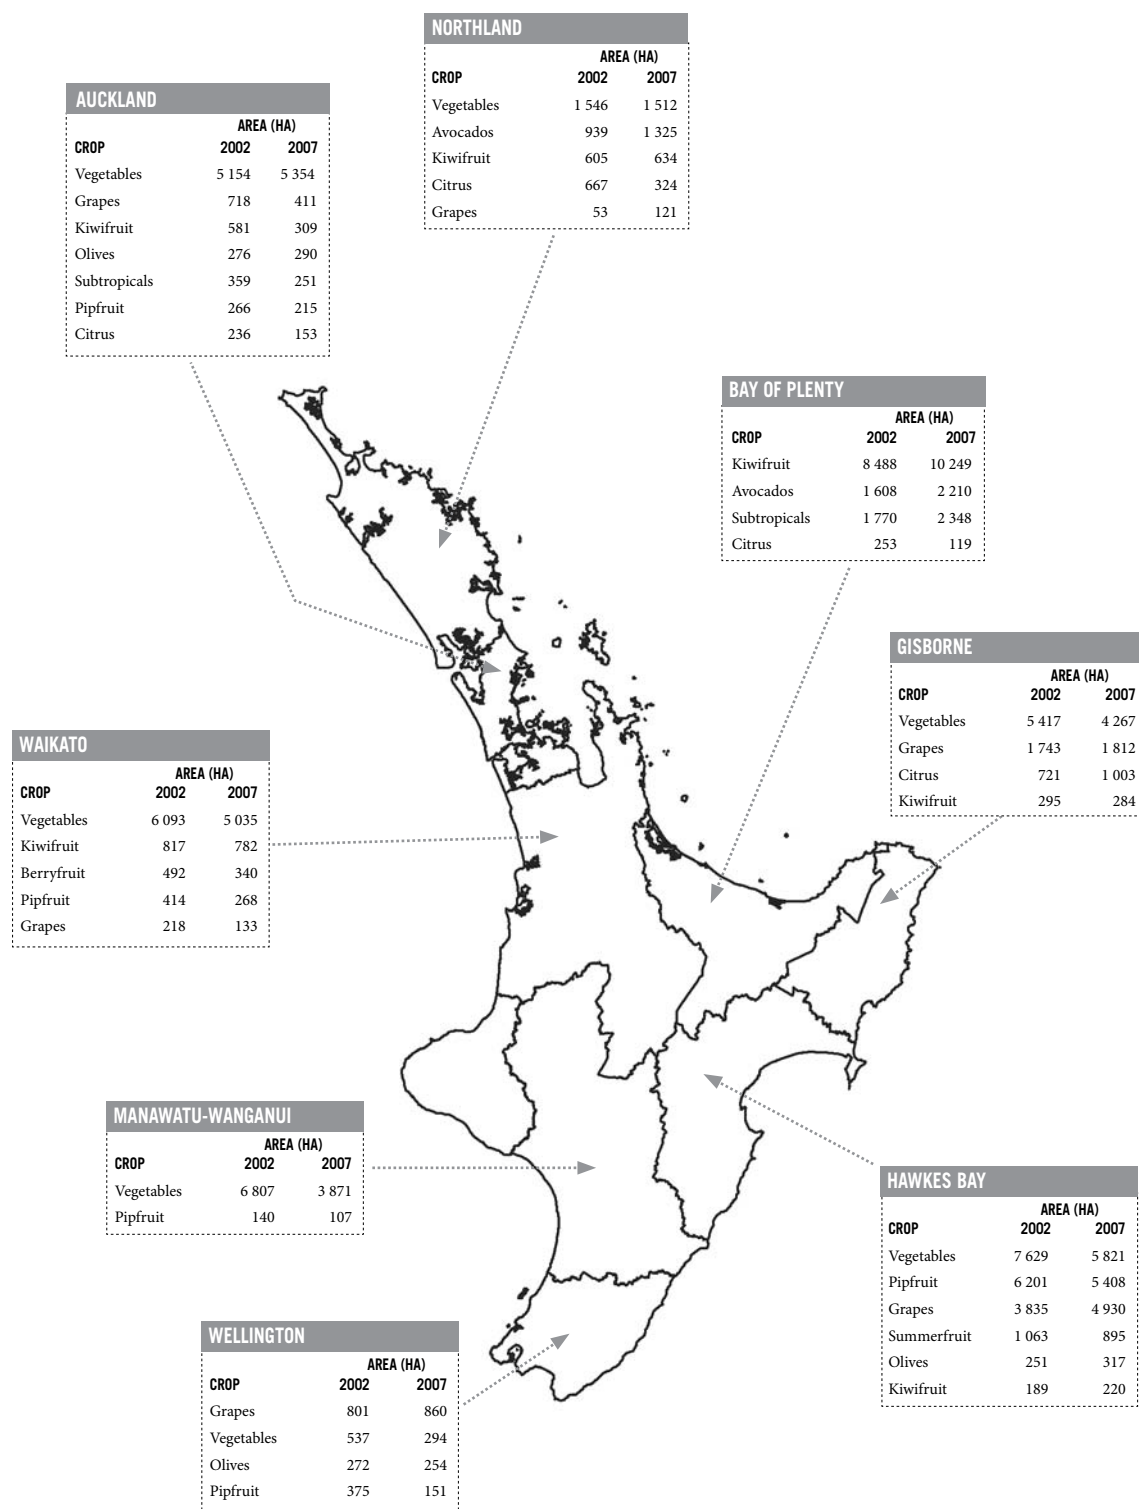 NORTHLAND
AREA (HA)
CROP 2002 2007
Vegetables 1 546 1 512
Avocados 939 1 325
Kiwifruit 605 634
Citrus 667 324
Grapes 53 121
AUCKLAND
AREA (HA)
CROP 2002 2007
Vegetables 5 154 5 354
Grapes 718 411
Kiwifruit 581 309
Olives 276 290
Subtropicals 359 251
Pipfruit 266 215
Citrus 236 153
BAY OF PLENTY
AREA (HA)
CROP 2002 2007
Kiwifruit 8 488 10 249
Avocados 1 608 2 210
Subtropicals 1 770 2 348
Citrus 253 119
GISBORNE
AREA (HA)
CROP 2002 2007
Vegetables 5 417 4 267
Grapes 1 743 1 812
Citrus 721 1 003
Kiwifruit 295 284
WAIKATO
AREA (HA)
CROP 2002 2007
Vegetables 6 093 5 035
Kiwifruit 817 782
Berryfruit 492 340
Pipfruit 414 268
Grapes 218 133
MANAWATU-WANGANUI
AREA (HA)
CROP 2002 2007
Vegetables 6 807 3 871
Pipfruit 140 107
HAWKES BAY
AREA (HA)
CROP 2002 2007
Vegetables 7 629 5 821
Pipfruit 6 201 5 408
Grapes 3 835 4 930
Summerfruit 1 063 895
Olives 251 317
Kiwifruit 189 220
WELLINGTON
AREA (HA)
CROP 2002 2007
Grapes 801 860
Vegetables 537 294
Olives 272 254
Pipfruit 375 151